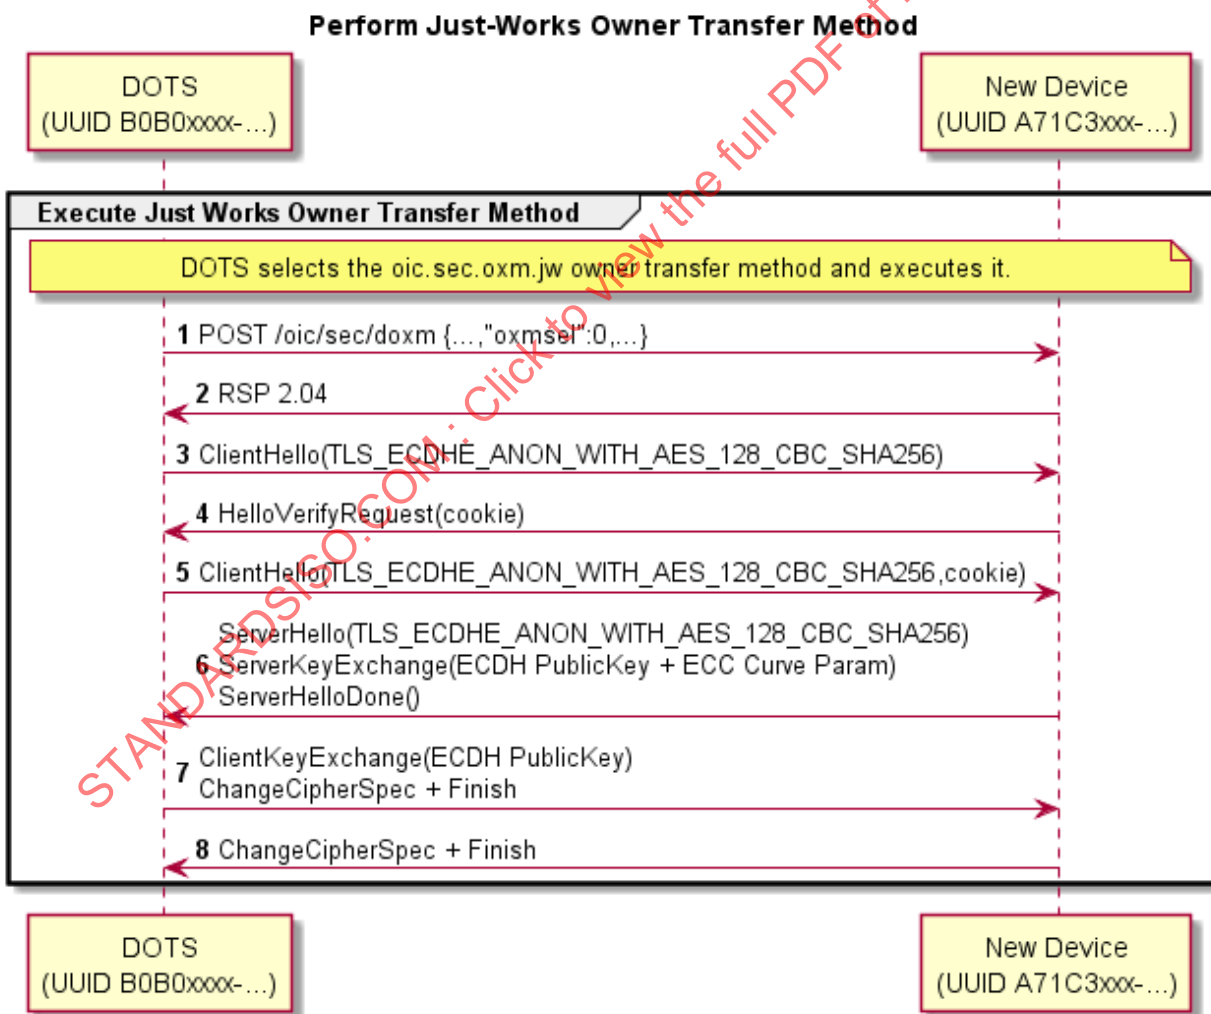 Perform Just-Works Owner Transfer Method
DOTS
(UUID B0B0xxxx-...)
New Device
(UUID A71C3xxx-...)
Execute Just Works Owner Transfer Method
DOTS selects the oic.sec.oxm.jw owner transfer method and executes it.
1 POST /oic/sec/doxm {...,"oxmsel":0,...}
2 RSP 2.04
3 ClientHello(TLS_ECDHE_ANON_WITH_AES_128_CBC_SHA256)
4 HelloVerifyRequest(cookie)
5 ClientHello(TLS_ECDHE_ANON_WITH_AES_128_CBC_SHA256,cookie)
ServerHello(TLS_ECDHE_ANON_WITH_AES_128_CBC_SHA256)
6 ServerKeyExchange(ECDH PublicKey + ECC Curve Param)
ServerHelloDone()
7 ClientKeyExchange(ECDH PublicKey)
ChangeCipherSpec + Finish
8 ChangeCipherSpec + Finish
DOTS
(UUID B0B0xxxx-...)
New Device
(UUID A71C3xxx-...)
STANDARDSISO.COM : Click to view the full PDF of